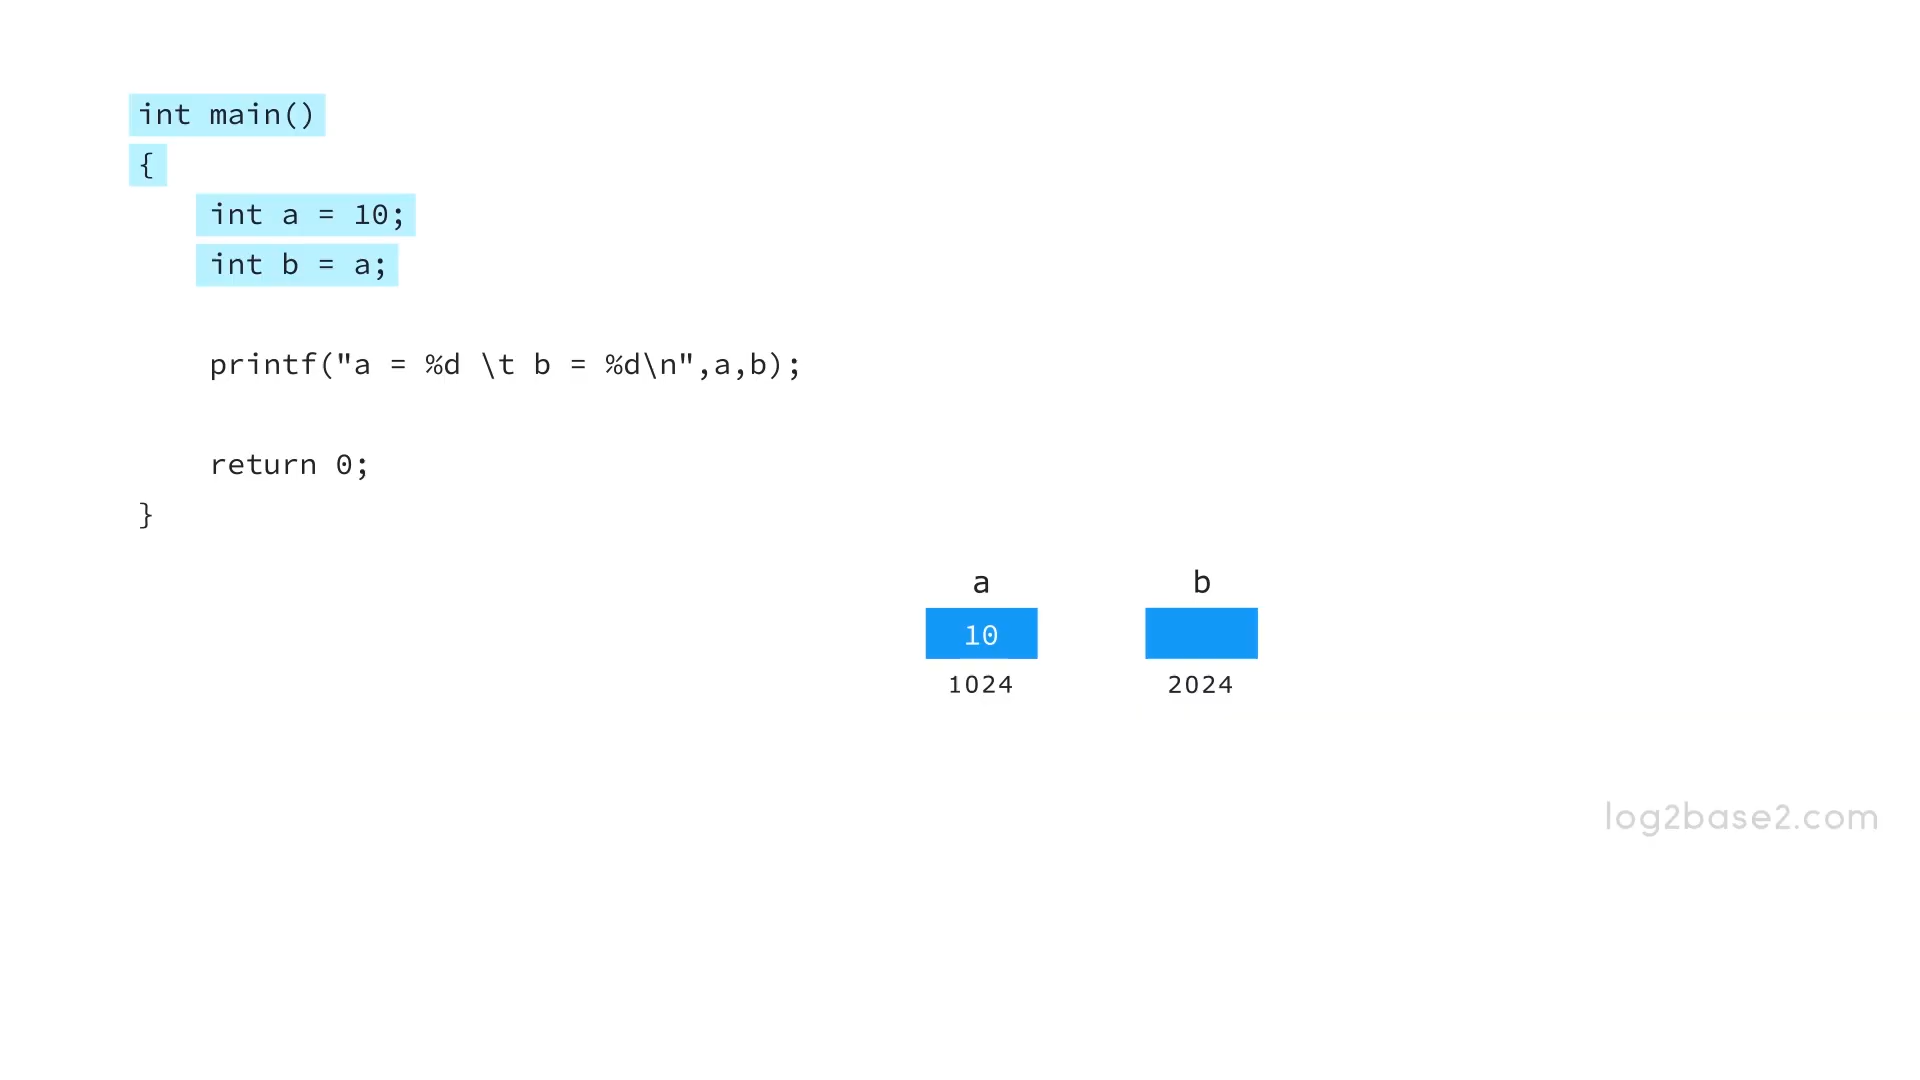 int main()
{
int a = 10;
int b = a;
printf("a = %d \t b = %d\n",a,b);
return 0;
}
a b
10
1024 2024
log2base2.com